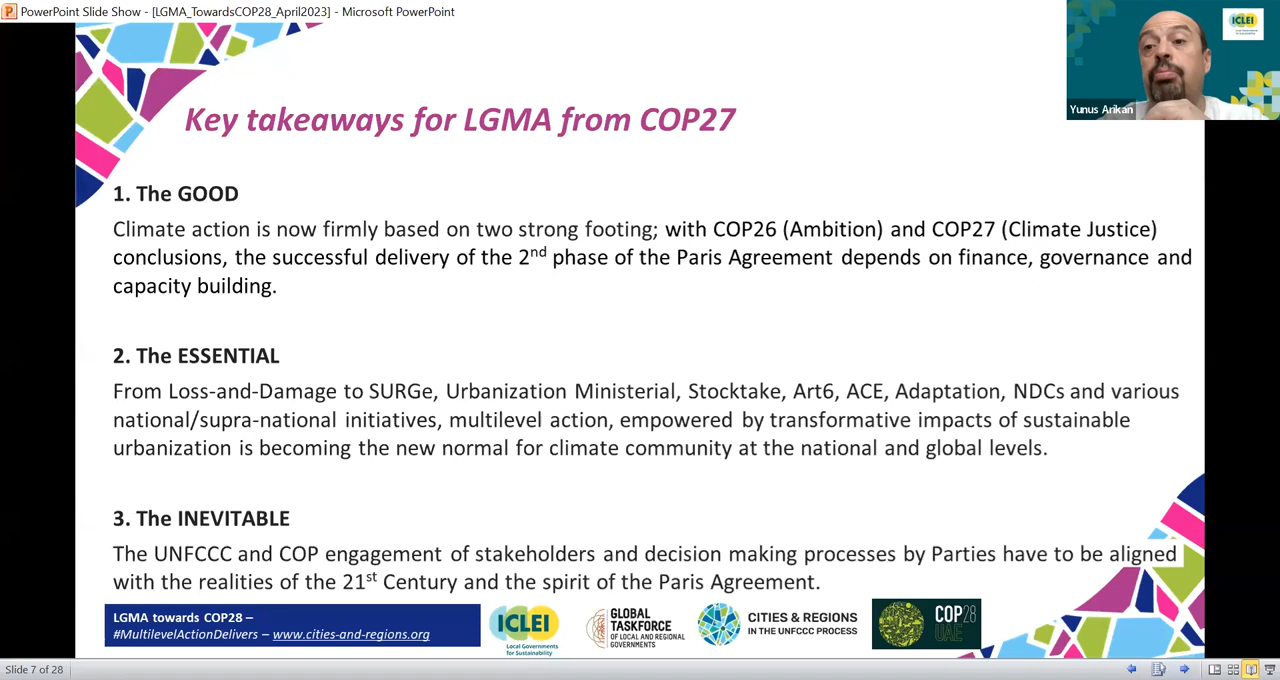 PowerPoint Slide Show - [LGMA_TowardsCOP28_April2023] - Microsoft PowerPoint
ICLEI
Local Governments
for Sustainability
Yunus Arikan
Key takeaways for LGMA from COP27
1. The GOOD
Climate action is now firmly based on two strong footing; with COP26 (Ambition) and COP27 (Climate Justice)
conclusions, the successful delivery of the 2nd phase of the Paris Agreement depends on finance, governance and
capacity building.
2. The ESSENTIAL
From Loss-and-Damage to SURGe, Urbanization Ministerial, Stocktake, Art6, ACE, Adaptation, NDCs and various
national/supra-national initiatives, multilevel action, empowered by transformative impacts of sustainable
urbanization is becoming the new normal for climate community at the national and global levels.
3. The INEVITABLE
The UNFCCC and COP engagement of stakeholders and decision making processes by Parties have to be aligned
with the realities of the 21st Century and the spirit of the Paris Agreement.
LGMA towards COP28 –
#MultilevelActionDelivers – www.cities-and-regions.org
ICLEI
Local Governments
for Sustainability
GLOBAL
TASKFORCE
OF LOCAL AND REGIONAL
GOVERNMENTS
CITIES & REGIONS
IN THE UNFCCC PROCESS
COP28
UAE
Slide 7 of 28